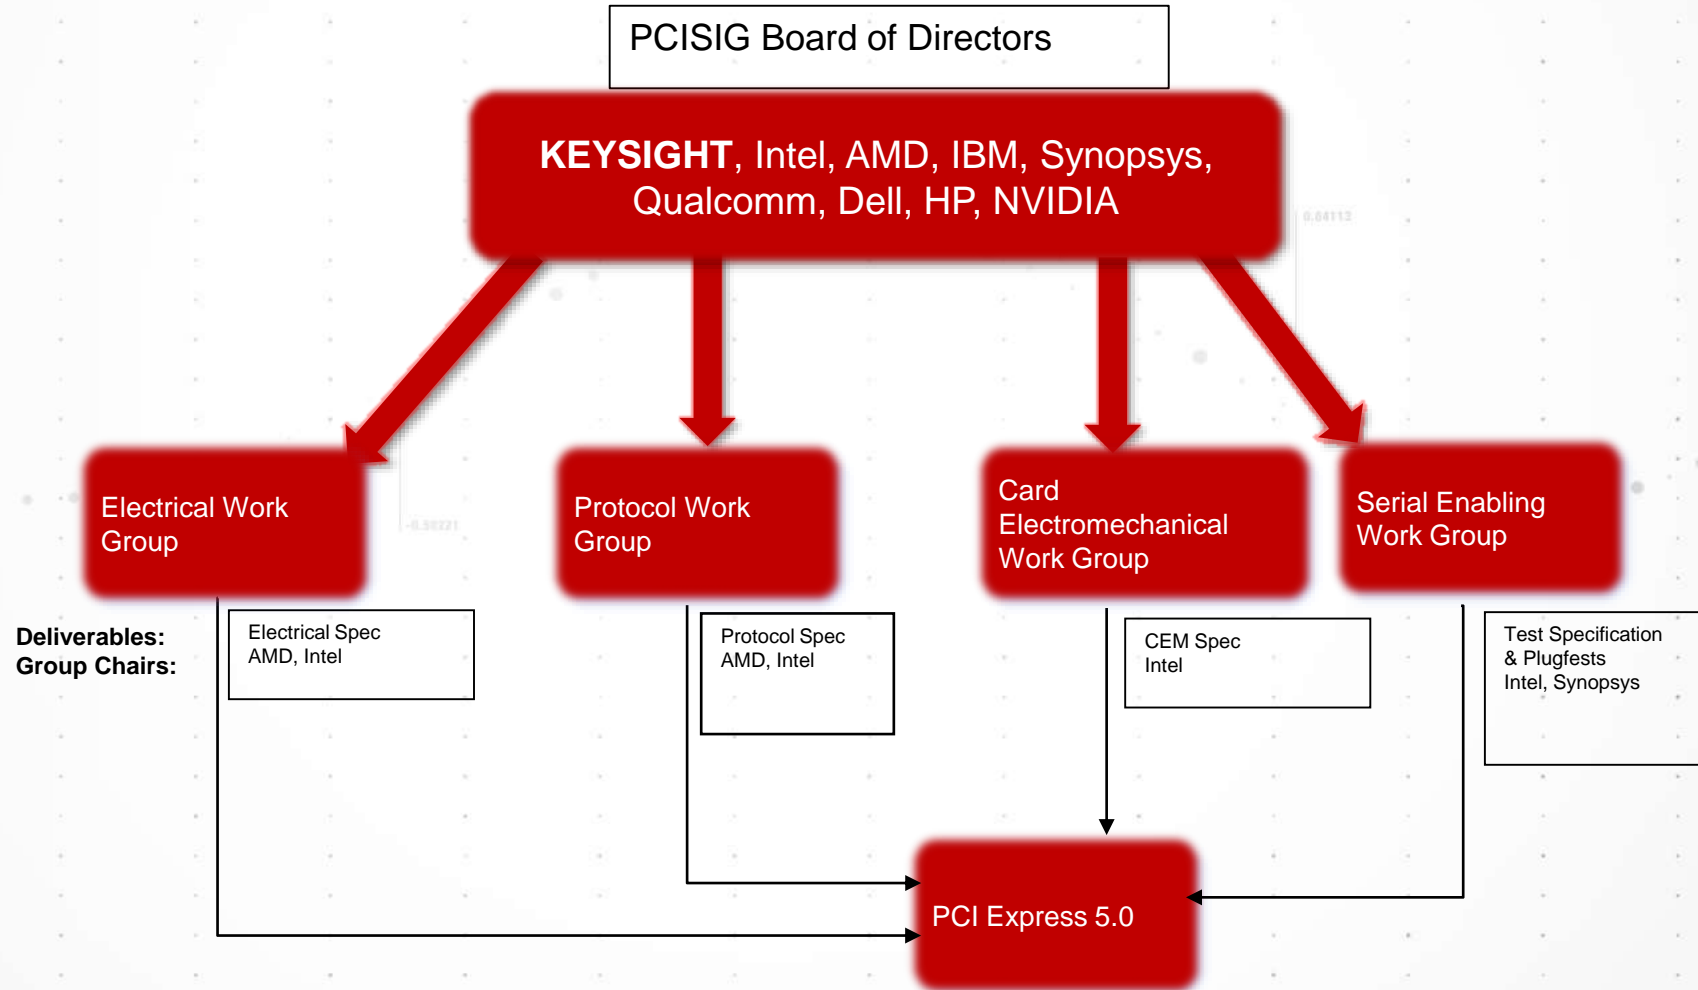 PCISIG Board of Directors
KEYSIGHT, Intel, AMD, IBM, Synopsys,
Qualcomm, Dell, HP, NVIDIA
0.84113
Electrical Work
Group
Protocol Work
Group
Card
Electromechanical
Work Group
Serial Enabling
Work Group
Deliverables:
Group Chairs:
Electrical Spec
AMD, Intel
Protocol Spec
AMD, Intel
CEM Spec
Intel
Test Specification
& Plugfests
Intel, Synopsys
PCI Express 5.0